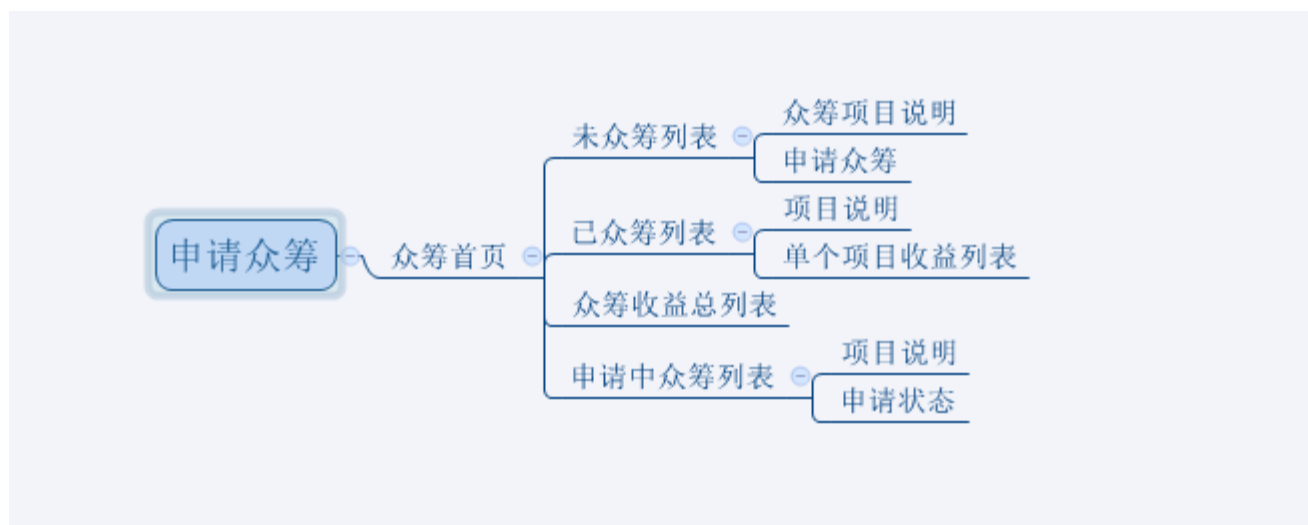 申请众筹
众筹首页
未众筹列表
众筹项目说明
申请众筹
已众筹列表
项目说明
单个项目收益列表
众筹收益总列表
申请中众筹列表
项目说明
申请状态